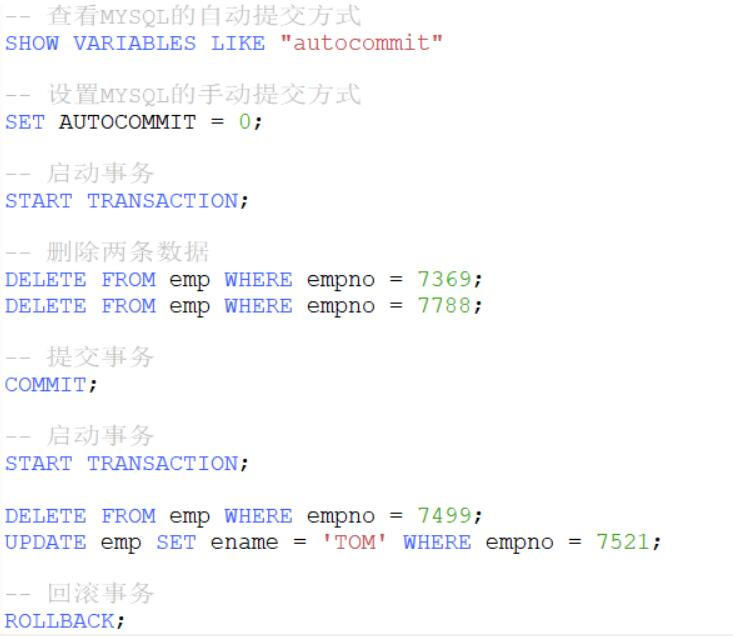 -- 查看MYSQL的自动提交方式
SHOW VARIABLES LIKE "autocommit"
-- 设置MYSQL的手动提交方式
SET AUTOCOMMIT = 0;
-- 启动事务
START TRANSACTION;
-- 删除两条数据
DELETE FROM emp WHERE empno = 7369;
DELETE FROM emp WHERE empno = 7788;
-- 提交事务
COMMIT;
-- 启动事务
START TRANSACTION;
DELETE FROM emp WHERE empno = 7499;
UPDATE emp SET ename = 'TOM' WHERE empno = 7521;
-- 回滚事务
ROLLBACK;